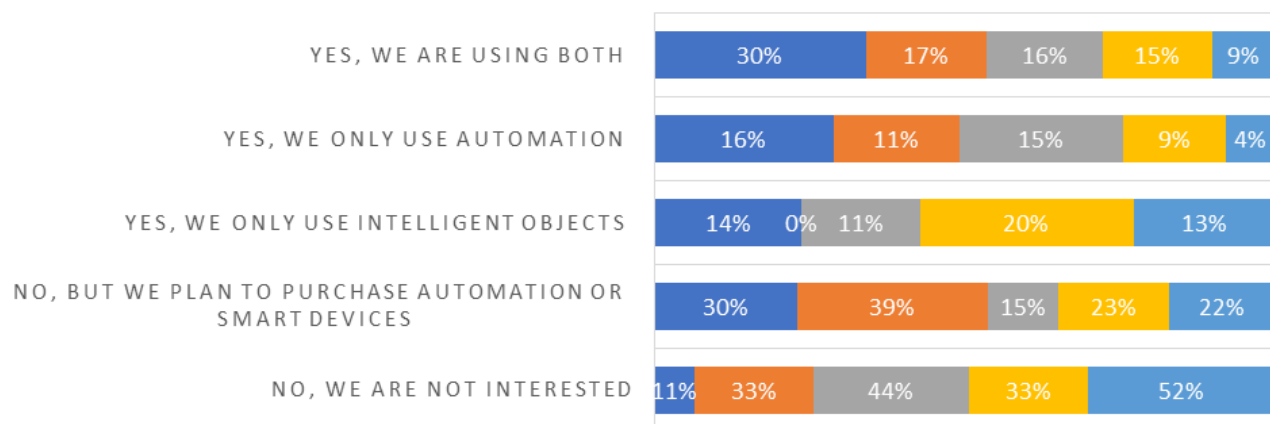 YES, WE ARE USING BOTH 30% 17% 16% 15% 9%
YES, WE ONLY USE AUTOMATION 16% 11% 15% 9% 4%
YES, WE ONLY USE INTELLIGENT OBJECTS 14% 0% 11% 20% 13%
NO, BUT WE PLAN TO PURCHASE AUTOMATION OR
SMART DEVICES 30% 39% 15% 23% 22%
NO, WE ARE NOT INTERESTED 11% 33% 44% 33% 52%